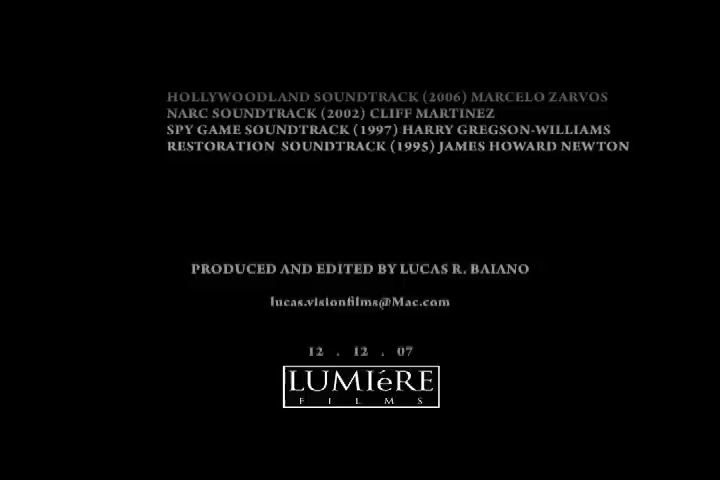 HOLLYWOODLAND SOUNDTRACK (2006) MARCELO ZARVOS
NARC SOUNDTRACK (2002) CLIFF MARTINEZ
SPY GAME SOUNDTRACK (1997) HARRY GREGSON-WILLIAMS
RESTORATION SOUNDTRACK (1995) JAMES HOWARD NEWTON
PRODUCED AND EDITED BY LUCAS R. BAIANO
lucas.visionfilms@Mac.com
12 . 12 . 07
LUMIéRE
FILMS